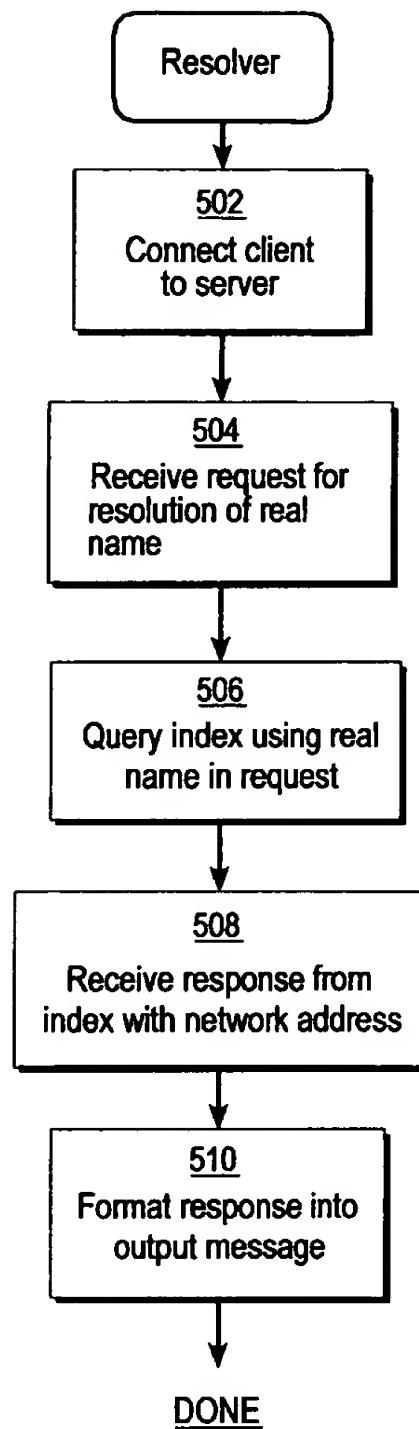 Resolver
502
Connect client
to server
504
Receive request for
resolution of real
name
506
Query index using real
name in request
508
Receive response from
index with network address
510
Format response into
output message
DONE